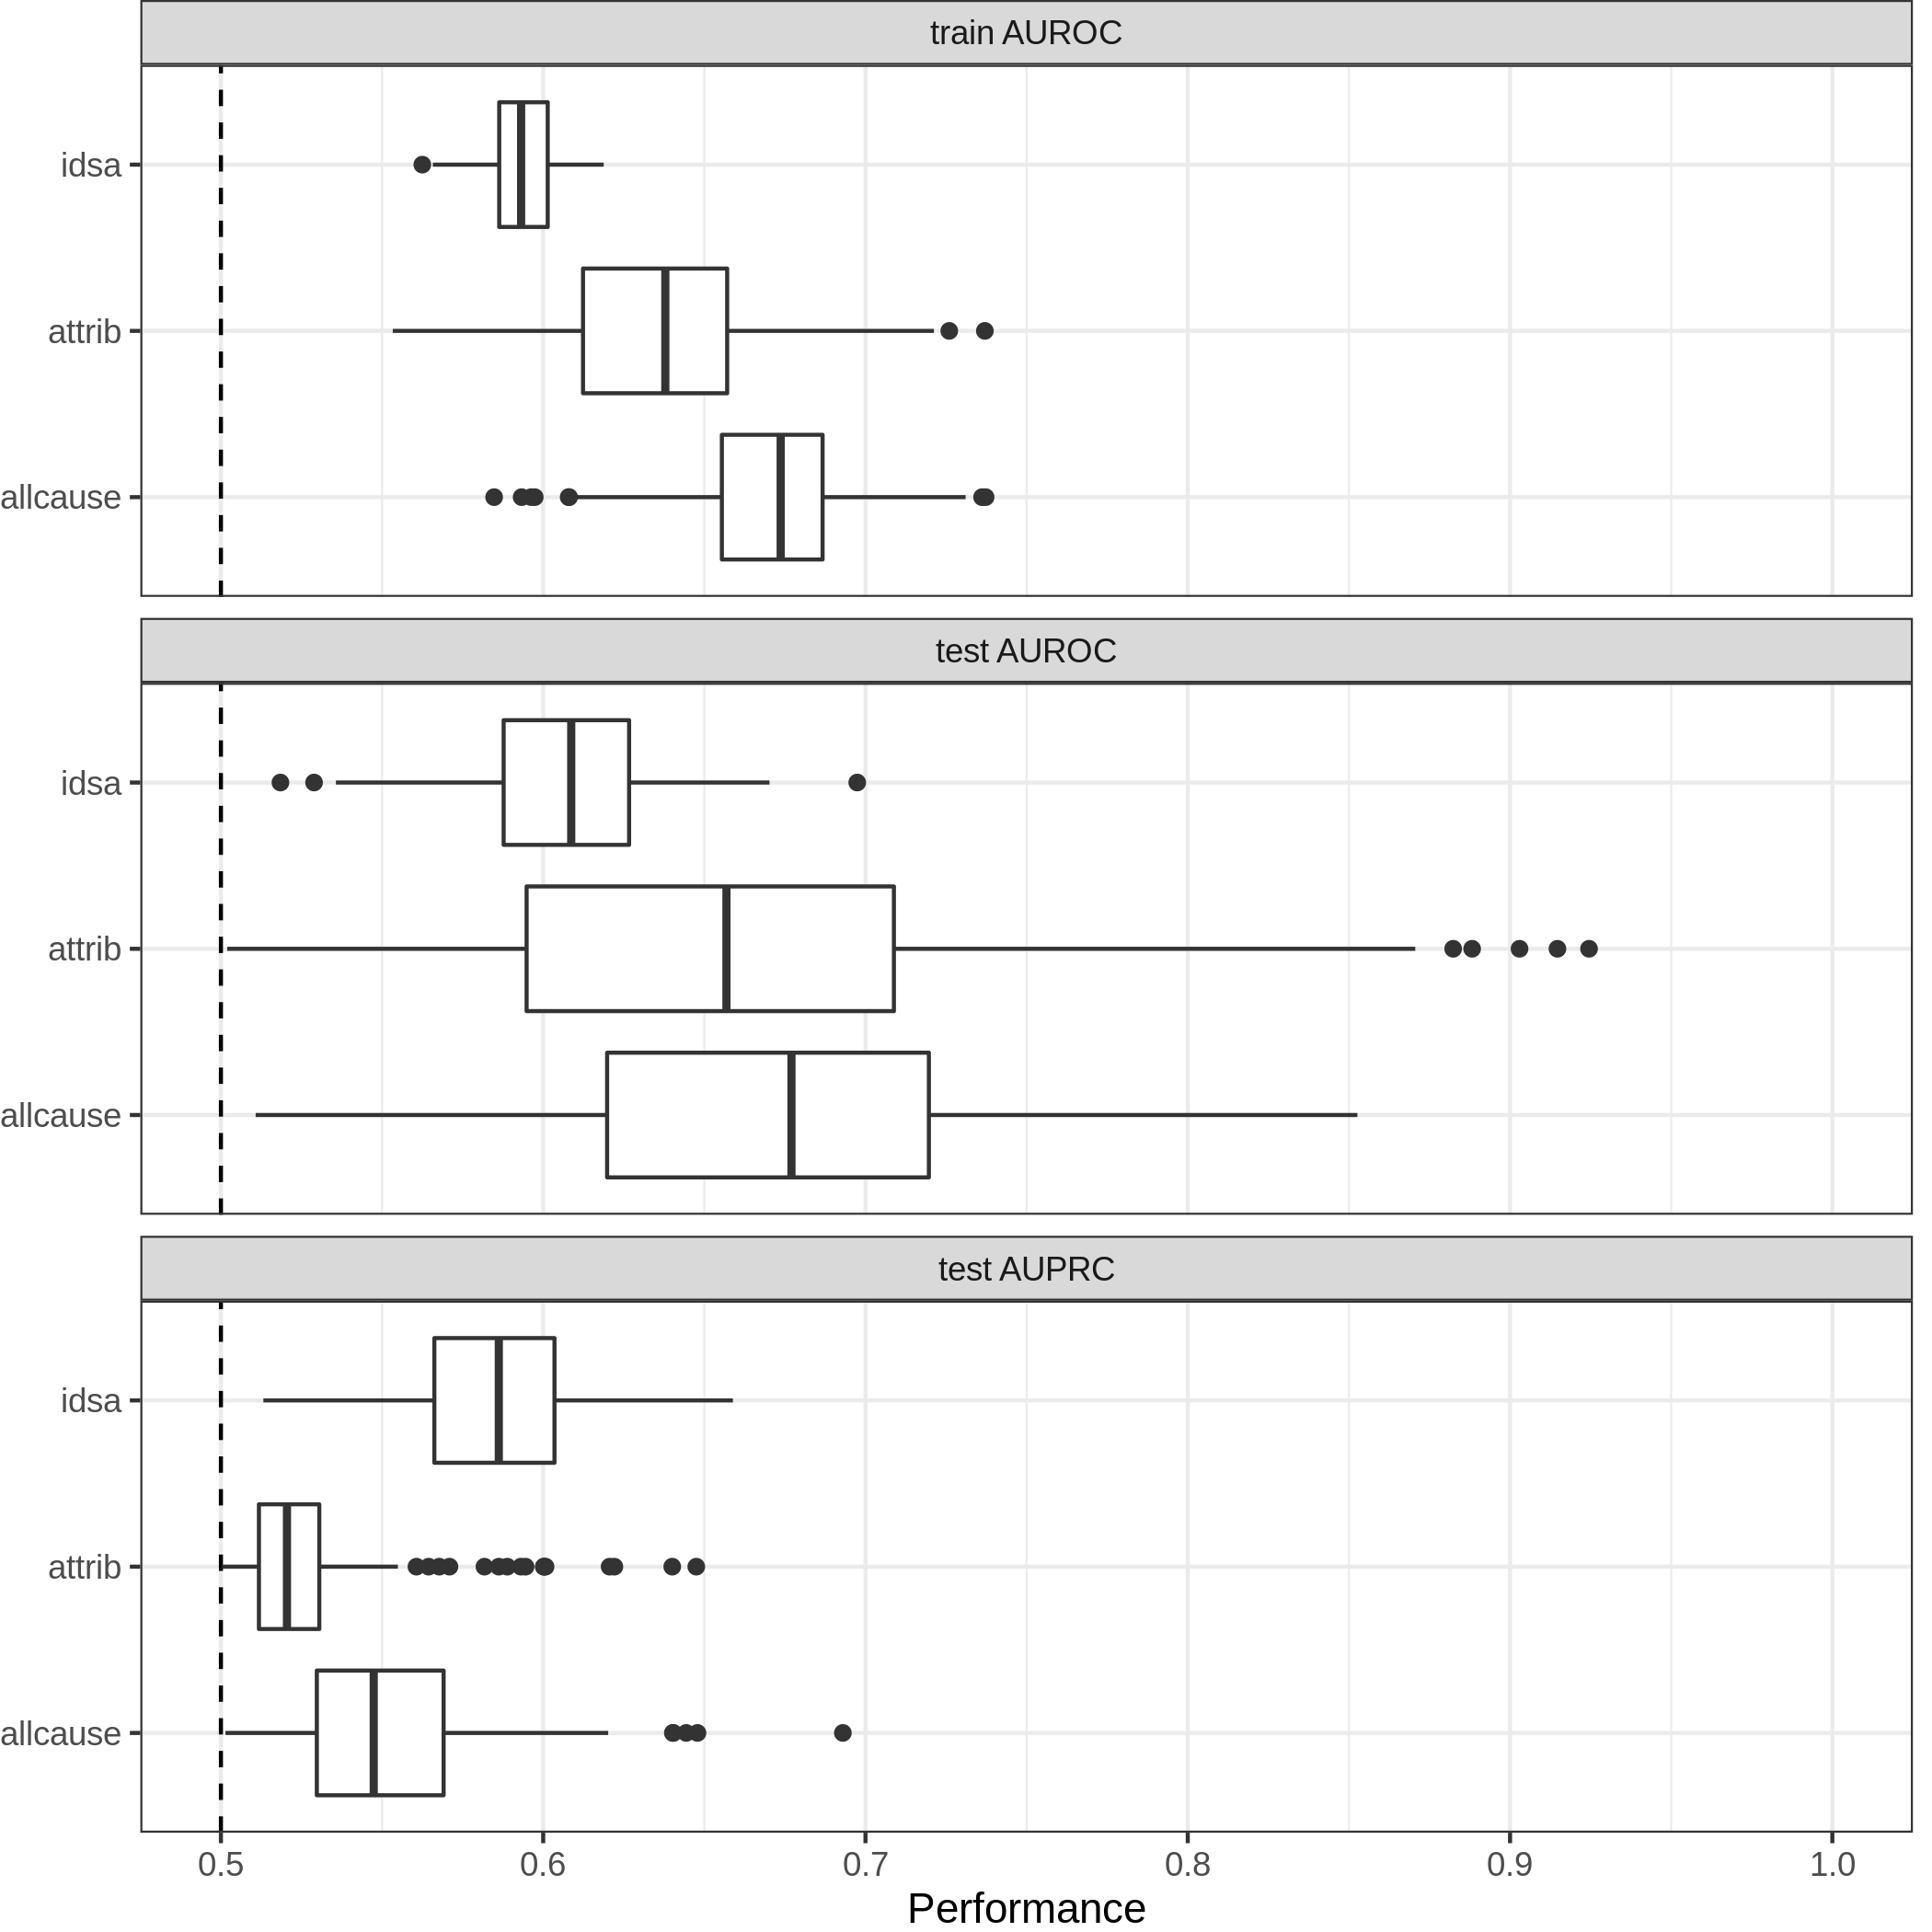 train AUROC
idsa
attrib
allcause
test AUROC
idsa
attrib
allcause
test AUPRC
idsa
attrib
allcause
0.5 0.6 0.7 0.8 0.9 1.0
Performance